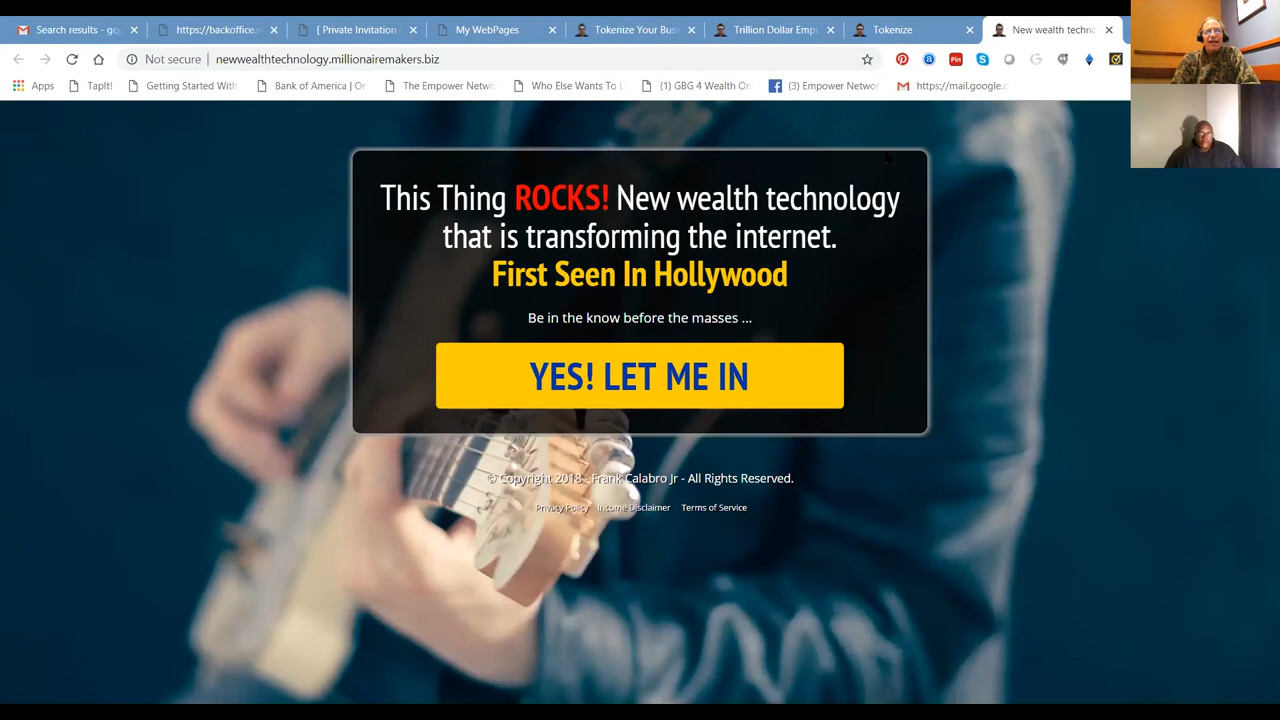 Search results - go
https://backoffice.s
[ Private Invitation
My WebPages
Tokenize Your Bus
Trillion Dollar Emp
Tokenize
New wealth techno
Not secure
newwealthtechnology.millionairemakers.biz
Pin
Apps
TapIt!
Getting Started With
Bank of America | On
The Empower Netwo
Who Else Wants To L
(1) GBG 4 Wealth On
(3) Empower Networ
https://mail.google.c
This Thing ROCKS! New wealth technology
that is transforming the internet.
First Seen In Hollywood
Be in the know before the masses ...
YES! LET ME IN
© Copyright 2018 - Frank Calabro Jr - All Rights Reserved.
Privacy Policy Income Disclaimer Terms of Service